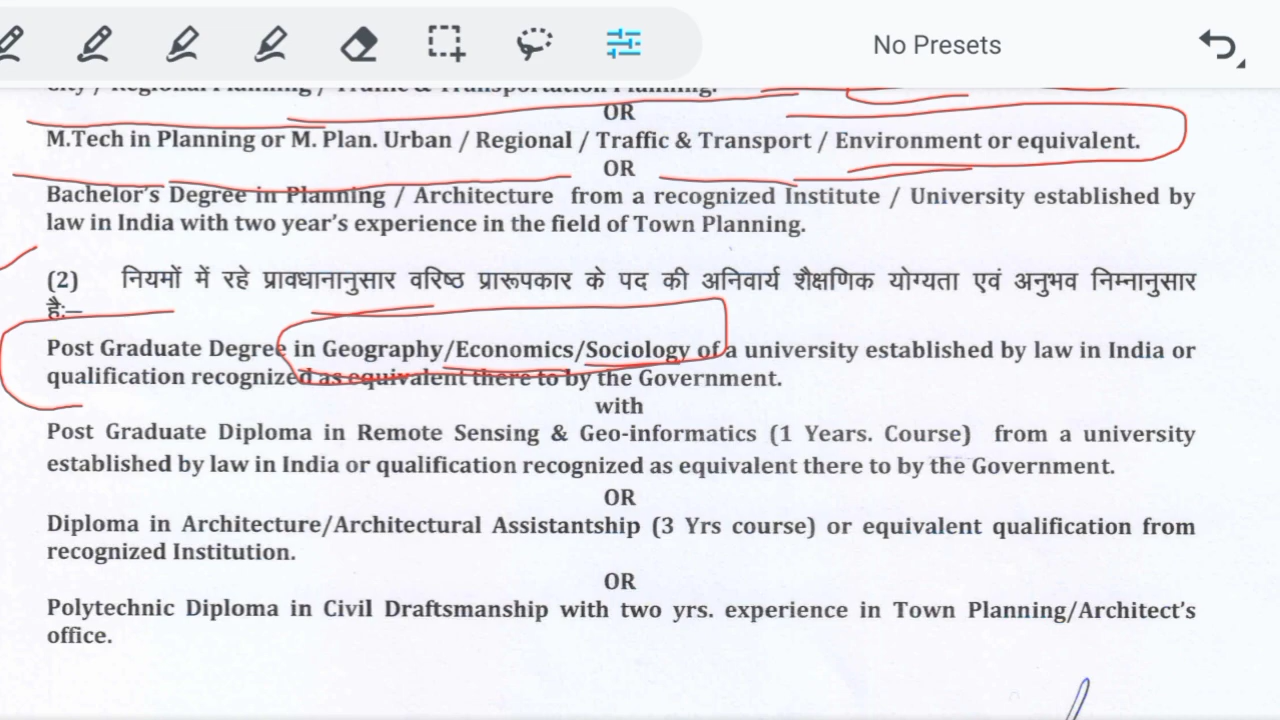 No Presets
City / Regional Planning / Traffic & Transportation Planning.
OR
M.Tech in Planning or M. Plan. Urban / Regional / Traffic & Transport / Environment or equivalent.
OR
Bachelor's Degree in Planning / Architecture from a recognized Institute / University established by
law in India with two year's experience in the field of Town Planning.
(2) नियमों में रहे प्रावधानानुसार वरिष्ठ प्रारूपकार के पद की अनिवार्य शैक्षणिक योग्यता एवं अनुभव निम्नानुसार
है:–
Post Graduate Degree in Geography/Economics/Sociology of a university established by law in India or
qualification recognized as equivalent there to by the Government.
with
Post Graduate Diploma in Remote Sensing & Geo-informatics (1 Years. Course) from a university
established by law in India or qualification recognized as equivalent there to by the Government.
OR
Diploma in Architecture/Architectural Assistantship (3 Yrs course) or equivalent qualification from
recognized Institution.
OR
Polytechnic Diploma in Civil Draftsmanship with two yrs. experience in Town Planning/Architect's
office.